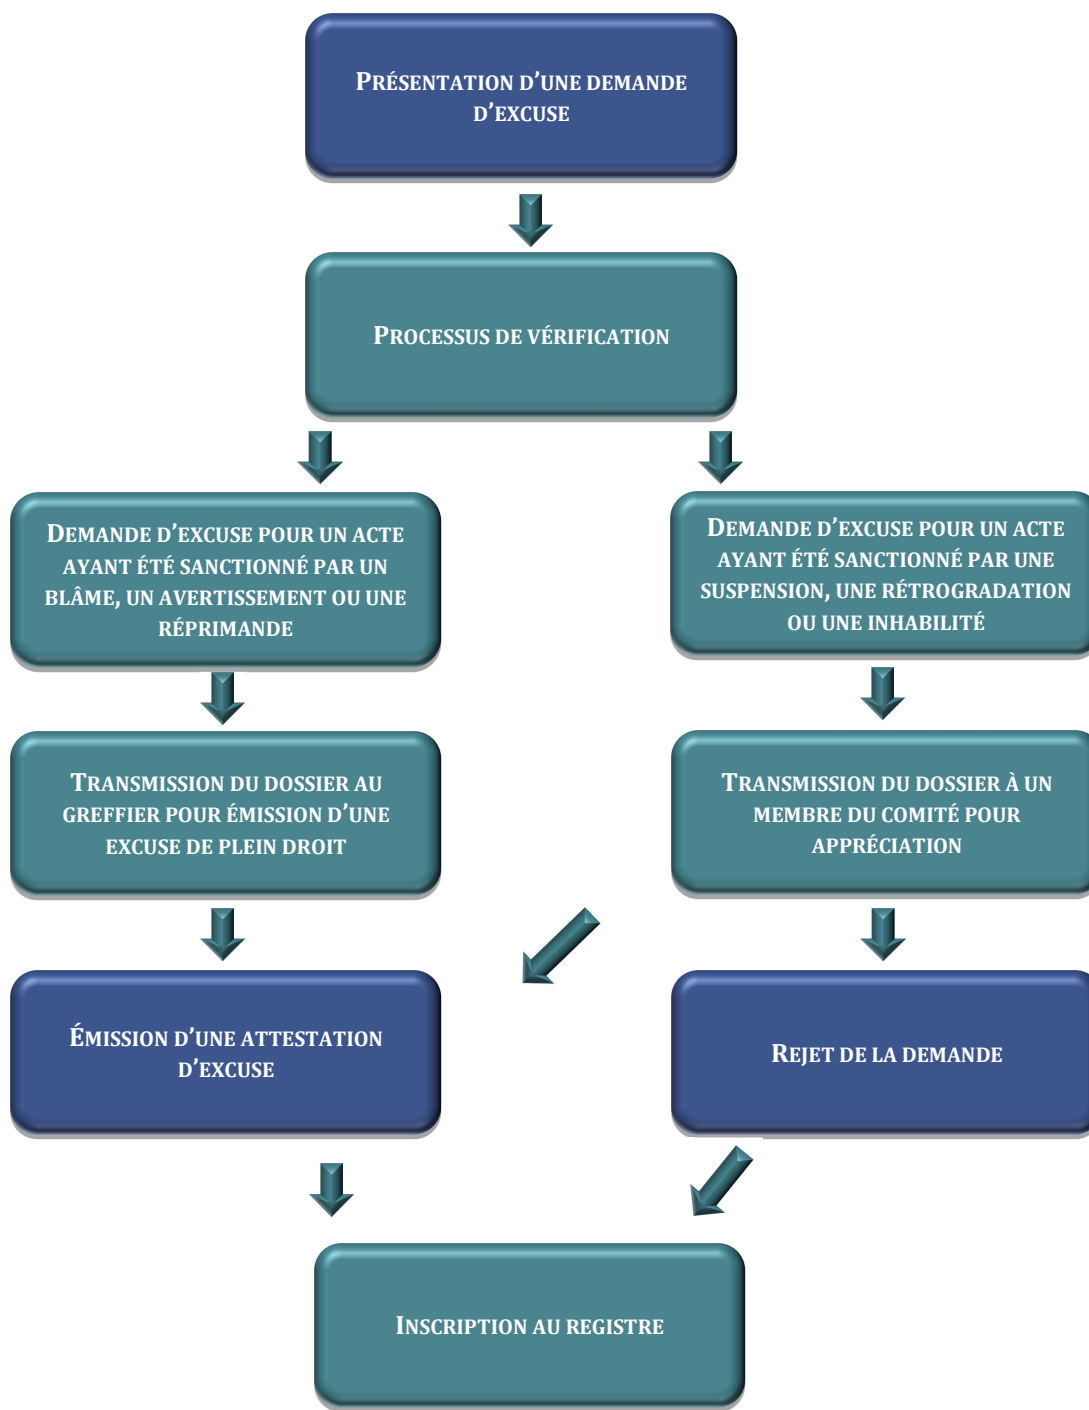 PRÉSENTATION D’UNE DEMANDE
D’EXCUSE
PROCESSUS DE VÉRIFICATION
DEMANDE D’EXCUSE POUR UN ACTE
AYANT ÉTÉ SANCTIONNÉ PAR UN
BLÂME, UN AVERTISSEMENT OU UNE
RÉPRIMANDE
DEMANDE D’EXCUSE POUR UN ACTE
AYANT ÉTÉ SANCTIONNÉ PAR UNE
SUSPENSION, UNE RÉTROGRADATION
OU UNE INHABILITÉ
TRANSMISSION DU DOSSIER AU
GREFFIER POUR ÉMISSION D’UNE
EXCUSE DE PLEIN DROIT
TRANSMISSION DU DOSSIER À UN
MEMBRE DU COMITÉ POUR
APPRÉCIATION
ÉMISSION D’UNE ATTESTATION
D’EXCUSE
REJET DE LA DEMANDE
INSCRIPTION AU REGISTRE